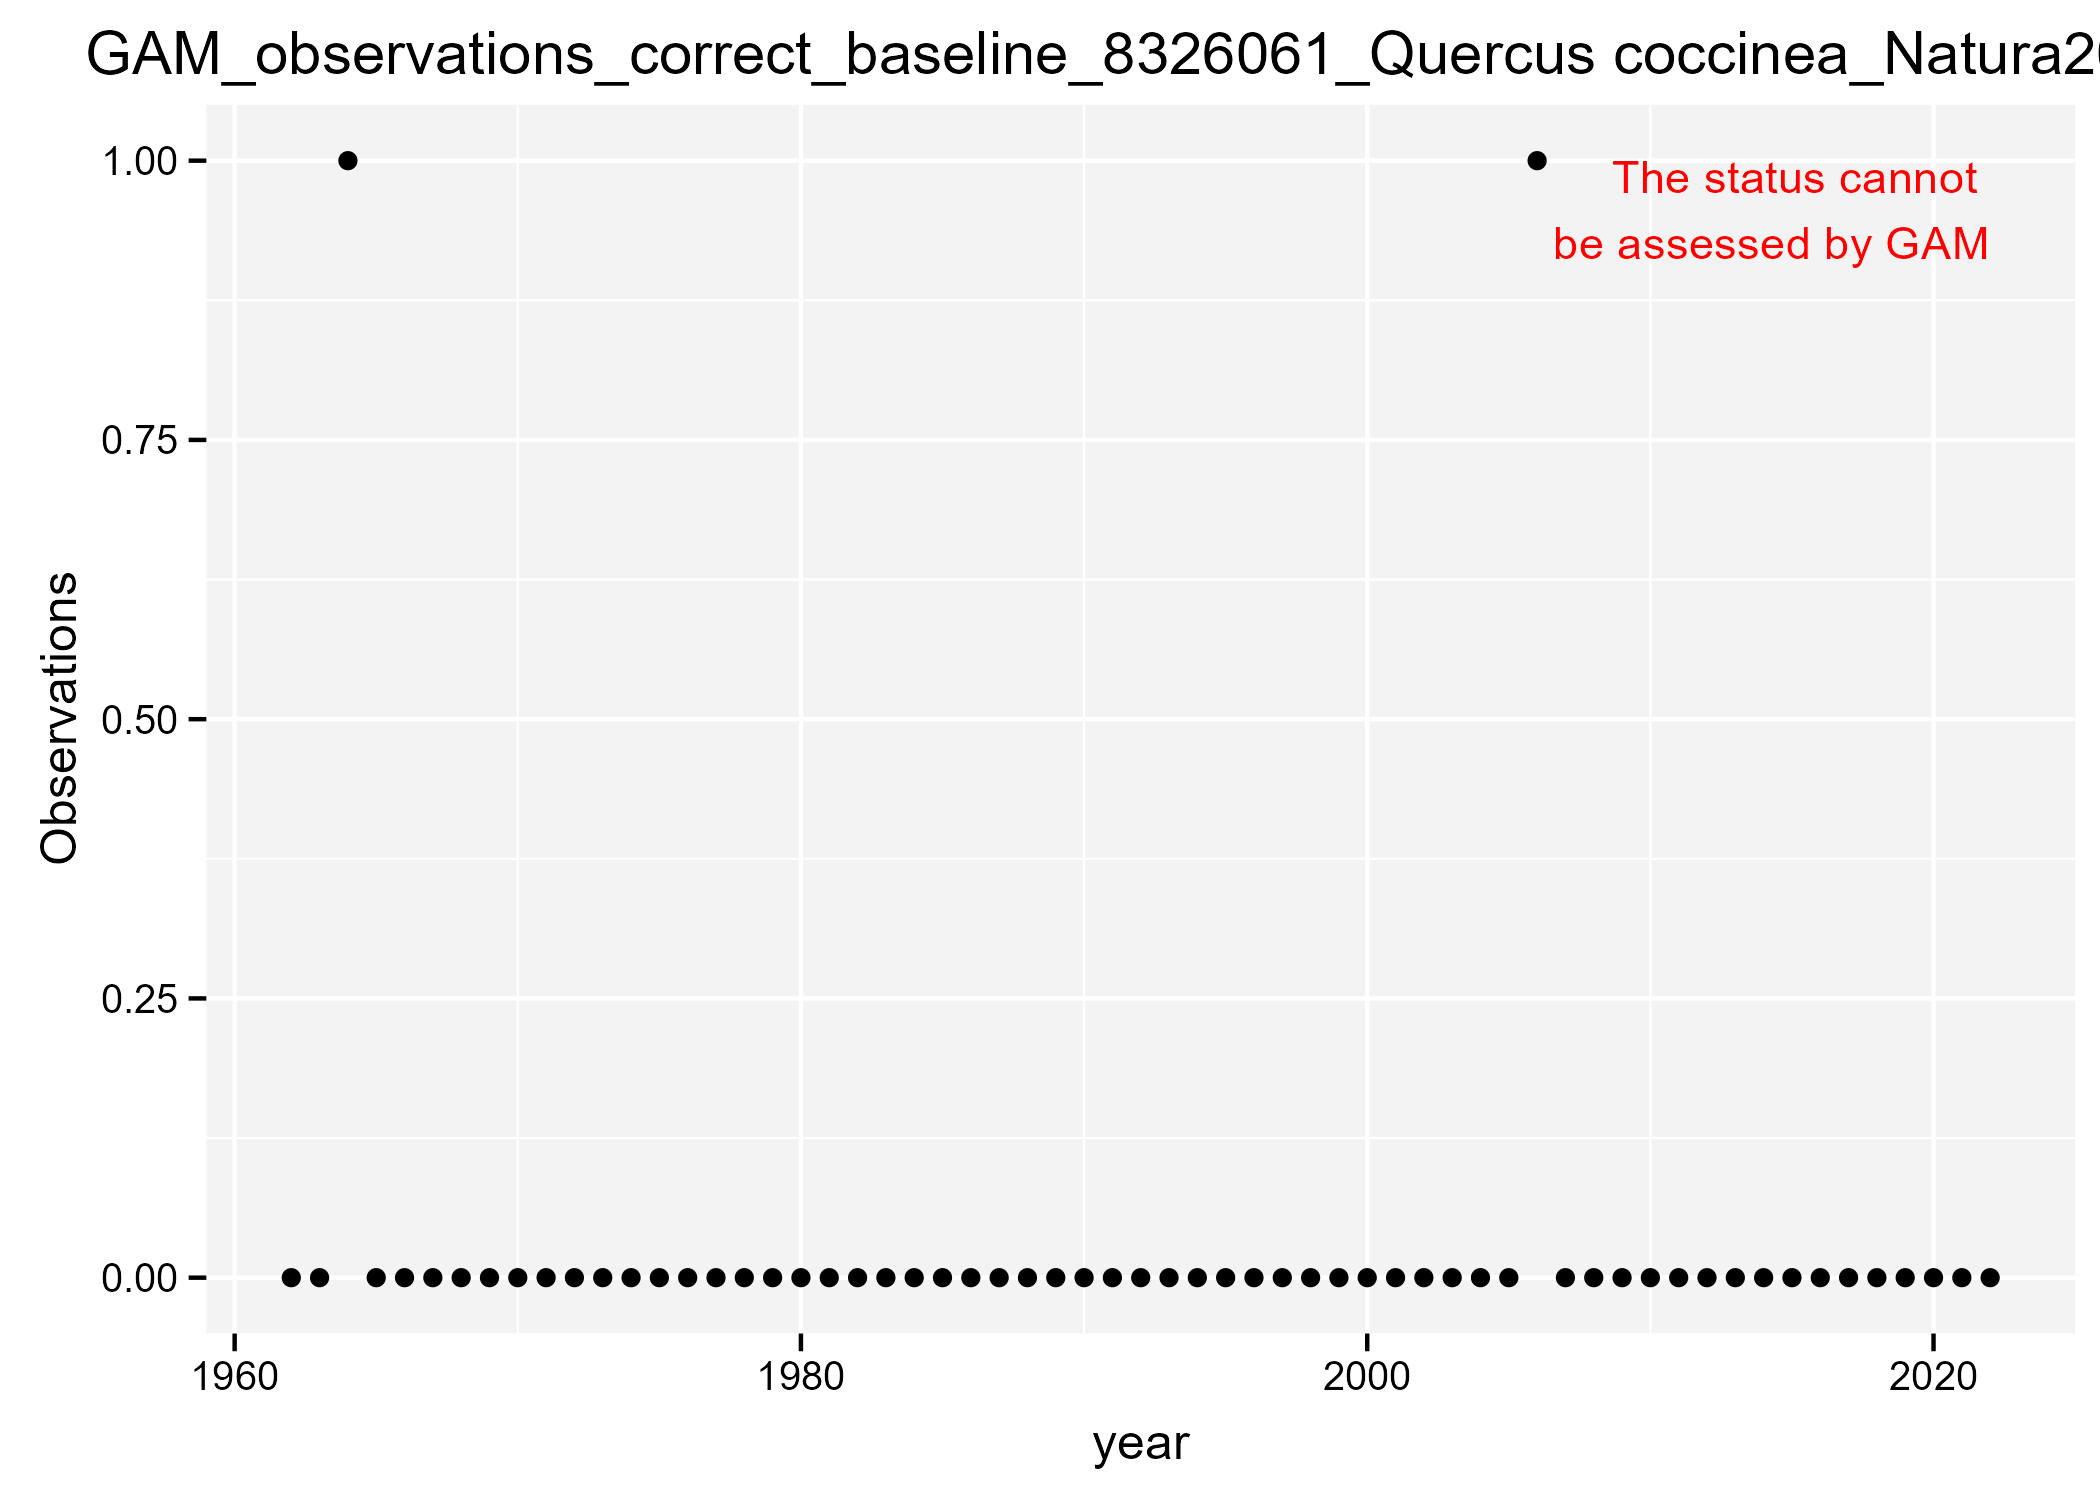 GAM_observations_correct_baseline_8326061_Quercus coccinea_Natura2
1.00
The status cannot
be assessed by GAM
0.75
0.50
Observations
0.25
0.00
1960 1980 2000 2020
year